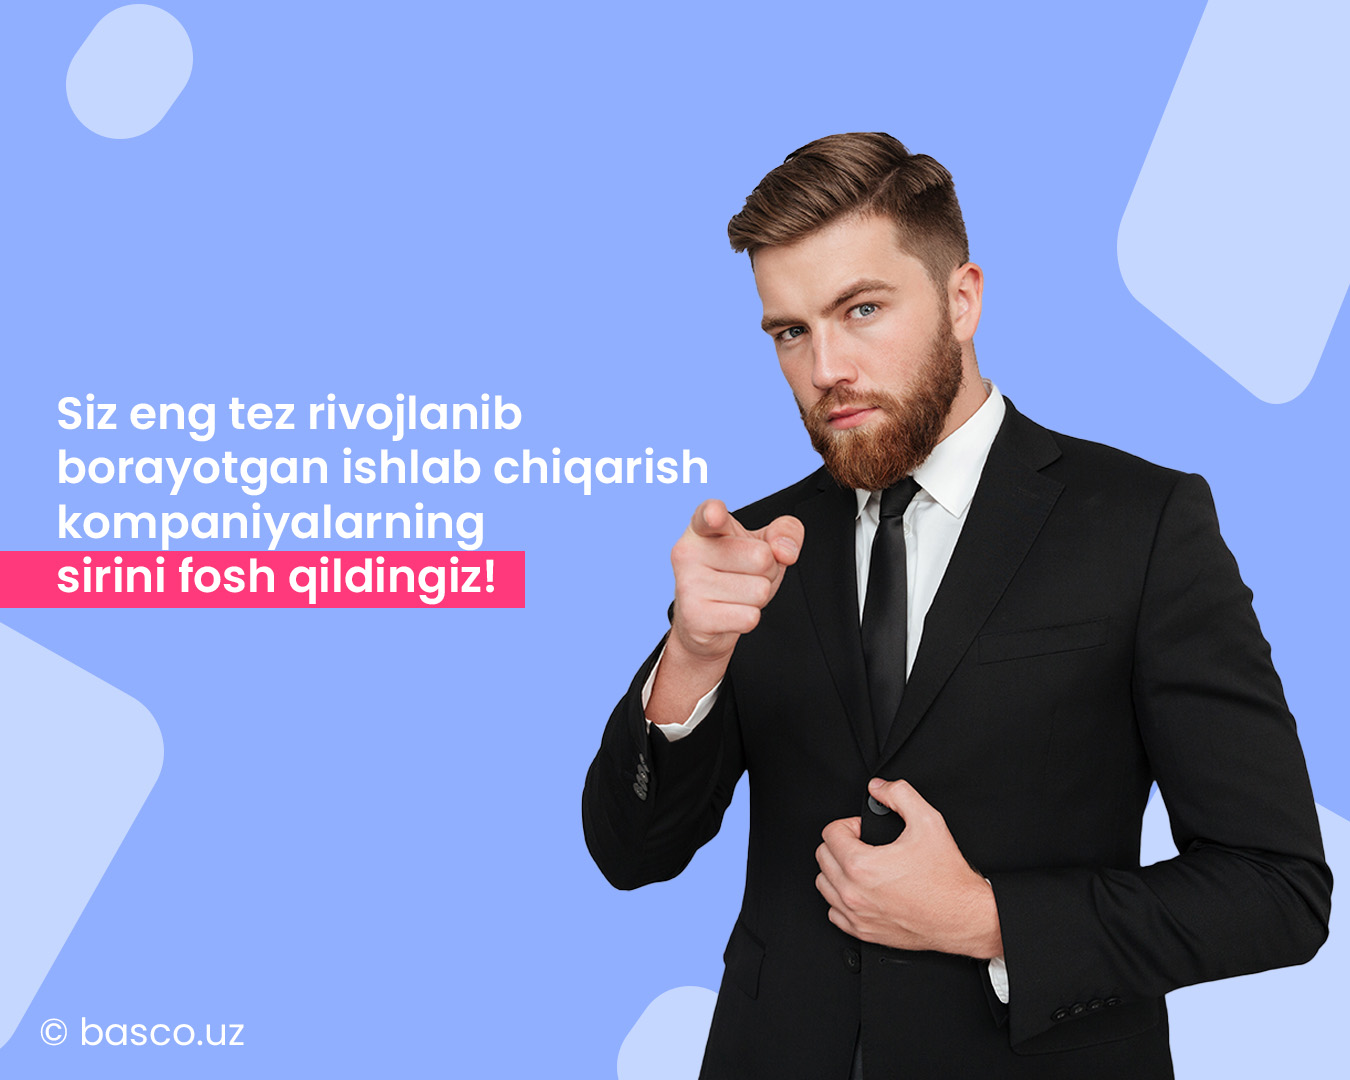 Siz eng tez rivojlanib
borayotgan ishlab chiqarish
kompaniyalarning
sirini fosh qildingiz!
© basco.uz